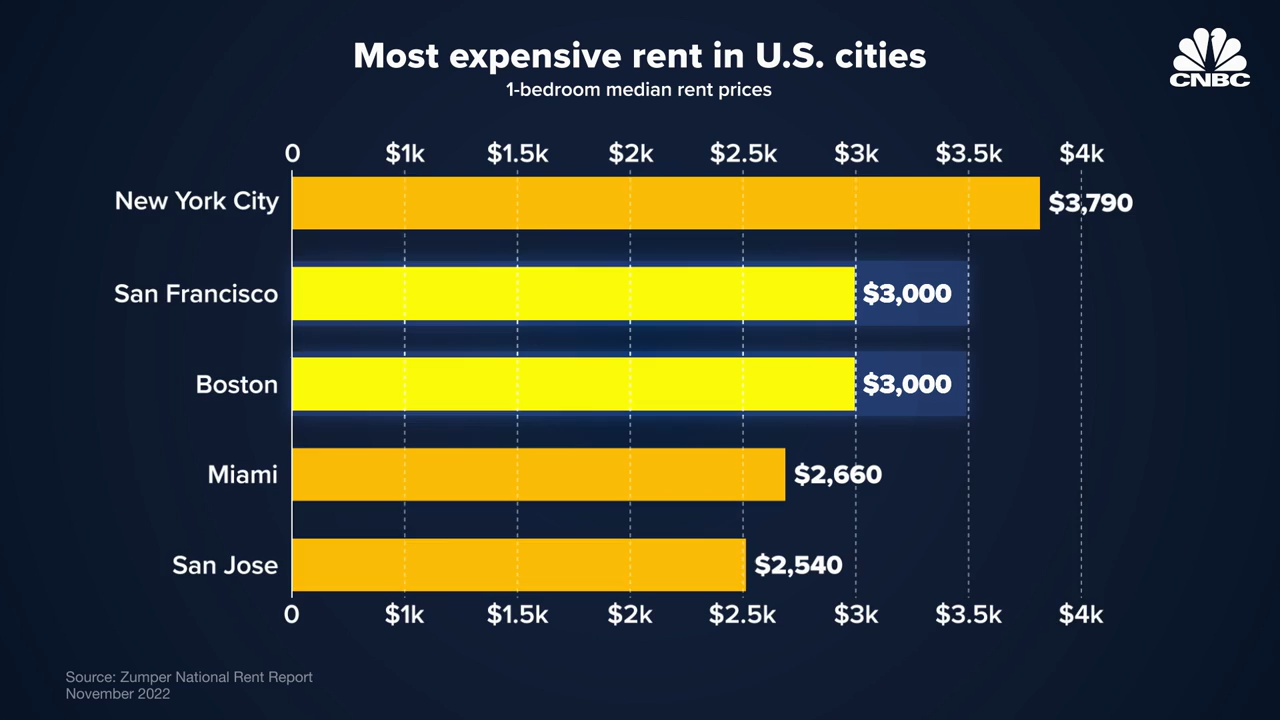 Most expensive rent in U.S. cities
1-bedroom median rent prices
CNBC
0 $1k $1.5k $2k $2.5k $3k $3.5k $4k
New York City $3,790
San Francisco $3,000
Boston $3,000
Miami $2,660
San Jose $2,540
0 $1k $1.5k $2k $2.5k $3k $3.5k $4k
Source: Zumper National Rent Report
November 2022